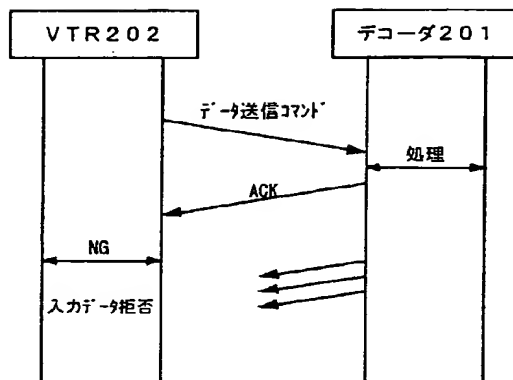 VTR202
デコーダ201
データ送信コマンド
処理
ACK
NG
入力データ拒否